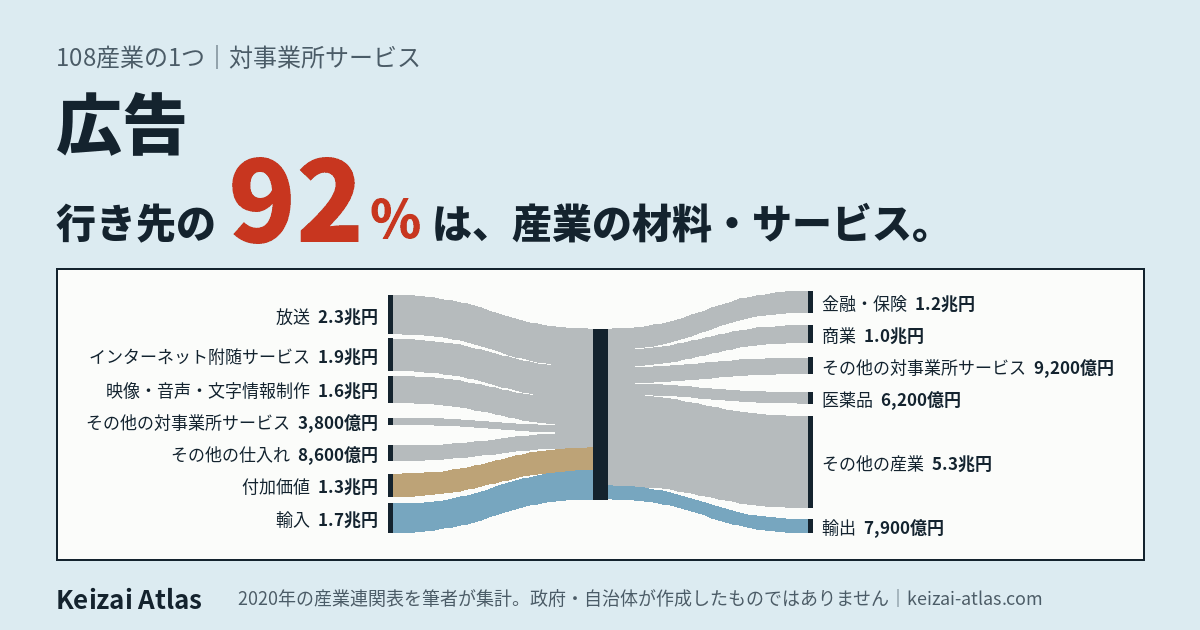 108産業の1つ｜対事業所サービス
広告
行き先の 92% は、産業の材料・サービス。
放送 2.3兆円
インターネット附随サービス 1.9兆円
映像・音声・文字情報制作 1.6兆円
その他の対事業所サービス 3,800億円
その他の仕入れ 8,600億円
付加価値 1.3兆円
輸入 1.7兆円
金融・保険 1.2兆円
商業 1.0兆円
その他の対事業所サービス 9,200億円
医薬品 6,200億円
その他の産業 5.3兆円
輸出 7,900億円
Keizai Atlas
2020年の産業連関表を筆者が集計。政府・自治体が作成したものではありません｜keizai-atlas.com